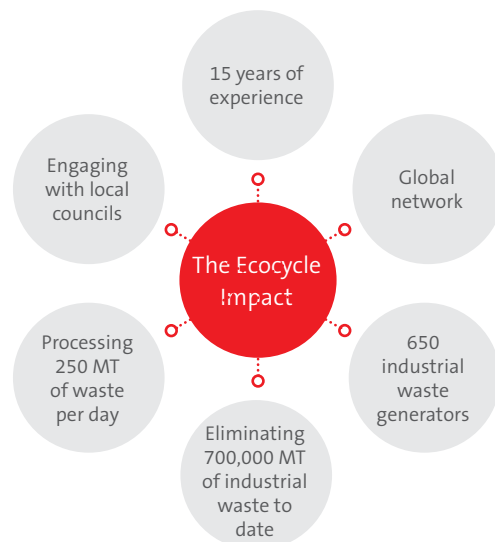 15 years of
experience
Global
network
650
industrial
waste
generators
Eliminating
700,000 MT
of industrial
waste to
date
Processing
250 MT
of waste
per day
Engaging
with local
councils
The Ecocycle
Impact